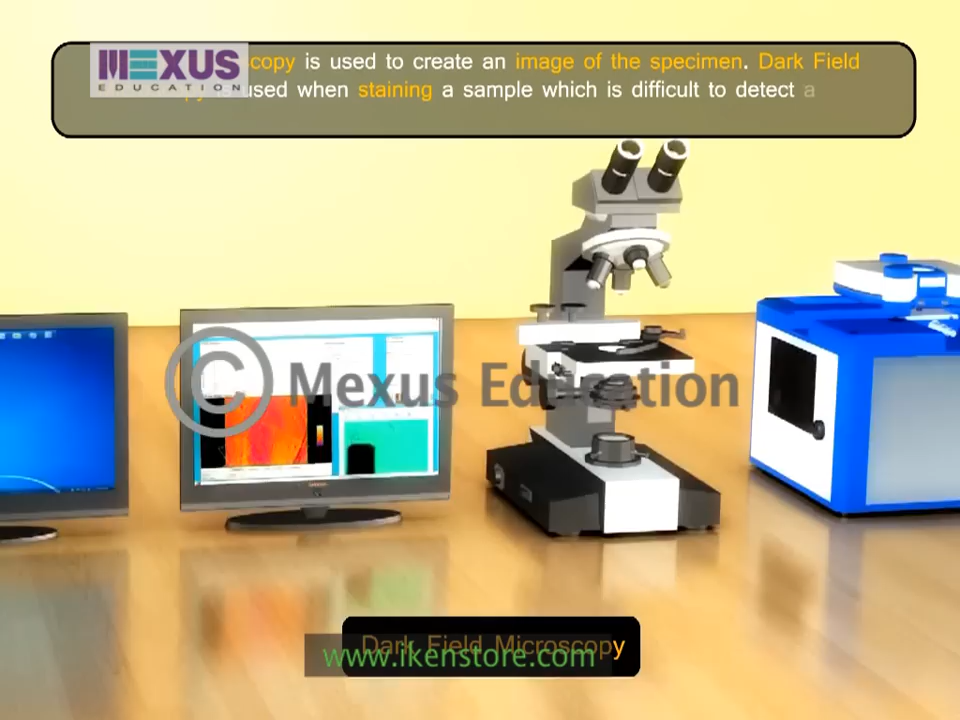 MEXUS
EDUCATION
copy is used to create an image of the specimen. Dark Field
used when staining a sample which is difficult to detect a
© Mexus Education
Dark Field Microscopy
www.ikenstore.com